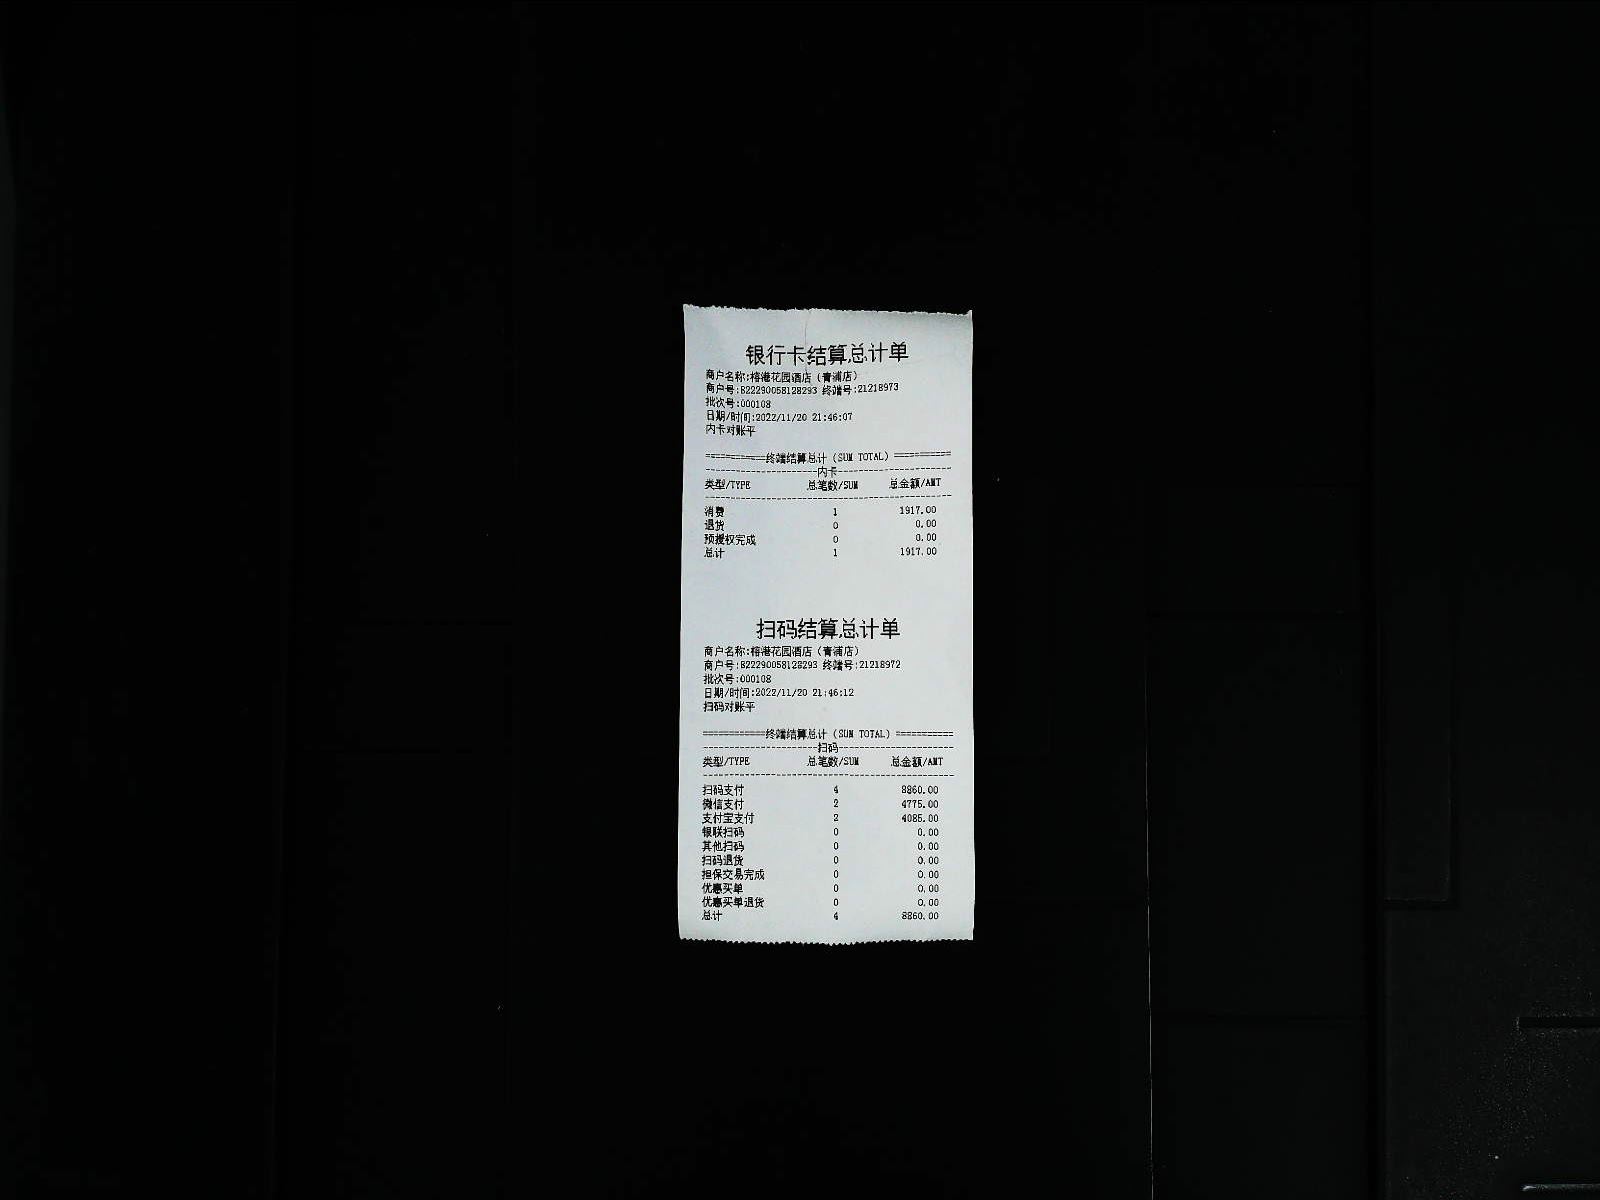 银行卡结算总计单
商户名称:榕港花园酒店（青浦店）
商户号:822290058128293 终端号:21218973
批次号:000108
日期/时间:2022/11/20 21:46:07
内卡对账平
===========终端结算总计（SUM TOTAL）===========
----------------------内卡----------------------
类型/TYPE 总笔数/SUM 总金额/AMT
------------------------------------------------
消费 1 1917.00
退货 0 0.00
预授权完成 0 0.00
总计 1 1917.00
扫码结算总计单
商户名称:榕港花园酒店（青浦店）
商户号:822290058128293 终端号:21218972
批次号:000108
日期/时间:2022/11/20 21:46:12
扫码对账平
===========终端结算总计（SUM TOTAL）===========
----------------------扫码----------------------
类型/TYPE 总笔数/SUM 总金额/AMT
------------------------------------------------
扫码支付 4 8860.00
微信支付 2 4775.00
支付宝支付 2 4085.00
银联扫码 0 0.00
其他扫码 0 0.00
扫码退货 0 0.00
担保交易完成 0 0.00
优惠买单 0 0.00
优惠买单退货 0 0.00
总计 4 8860.00